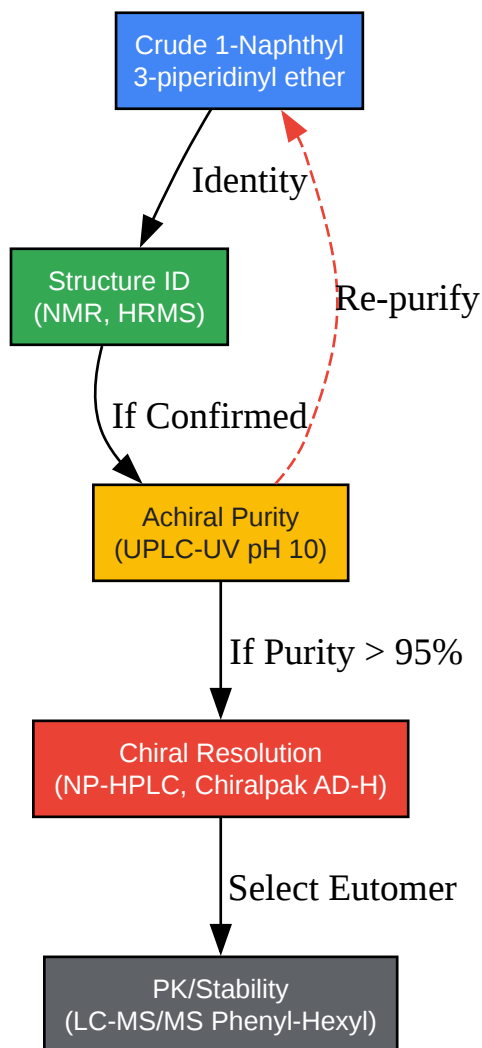 Crude 1-Naphthyl
3-piperidinyl ether
Identity
Structure ID
(NMR, HRMS)
Re-purify
If Confirmed
Achiral Purity
(UPLC-UV pH 10)
If Purity > 95%
Chiral Resolution
(NP-HPLC, Chiralpak AD-H)
Select Eutomer
PK/Stability
(LC-MS/MS Phenyl-Hexyl)